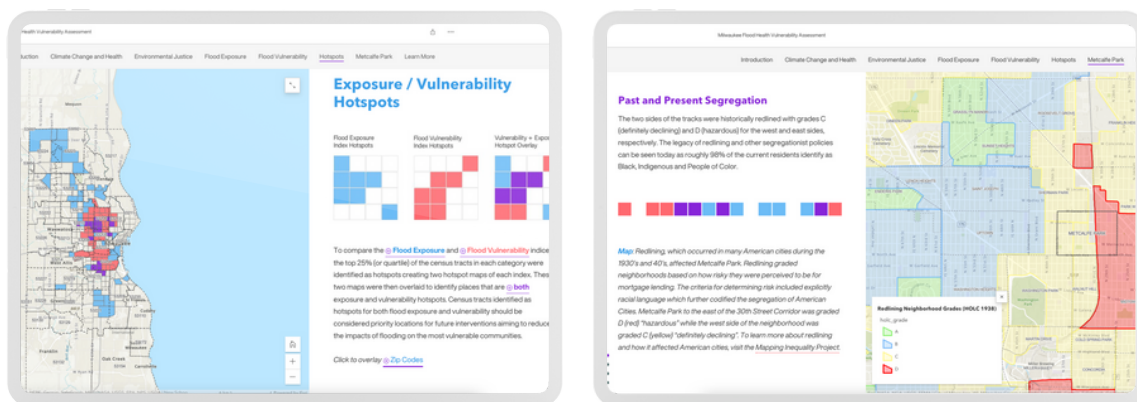 Health Vulnerability Assessment
Climate Change and Health Environmental Justice Flood Exposure Flood Vulnerability Hotspots Metcalfe Park Learn More
Exposure / Vulnerability
Hotspots
Flood Exposure
Index Hotspots
Flood Vulnerability
Index Hotspots
Vulnerability +
Hotspot Overlay
To compare the Flood Exposure and Flood Vulnerability
the top 25% (or quartile) of the census tracts in each category were
identified as hotspots creating two hotspot maps of each index.
two maps were then overlaid to identify places that are both
exposure and vulnerability hotspots. Census tracts identified as
hotspots for both flood exposure and vulnerability should be
considered priority locations for future interventions aiming to reduce
the impacts of flooding on the most vulnerable communities.
Click to overlay Zip Codes
Mequon
Franklin
Oak Creek
Milwaukee Flood Health Vulnerability Assessment
Introduction Climate Change and Health Environmental Justice Flood Exposure Flood Vulnerability Hotspots Metcalfe Park
Past and Present Segregation
The two sides of the tracks were historically redlined with grades C
(definitely declining) and D (hazardous) for the west and east sides,
respectively. The legacy of redlining and other segregationist policies
can be seen today as roughly 98% of the current residents identify as
Black, Indigenous and People of Color.
Map: Redlining, which occurred in many American cities during the
1930's and 40's, affected Metcalfe Park. Redlining graded
neighborhoods based on how risky they were perceived to be for
mortgage lending. The criteria for determining risk included explicitly
racial language which further codified the segregation of American
Cities. Metcalfe Park to the east of the 30th Street Corridor was graded
D (red) "hazardous" while the west side of the neighborhood was
graded C (yellow) "definitely declining". To learn more about redlining
and how it affected American cities, visit the Mapping Inequality Project.
METCALFE PARK
Redlining Neighborhood Grades (HOLC 1938)
holc_grade
A
B
C
D